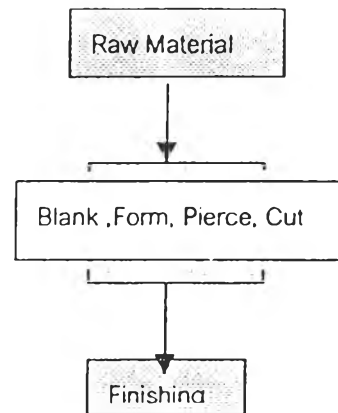 Raw Material
Blank ,Form, Pierce, Cut
Finishing